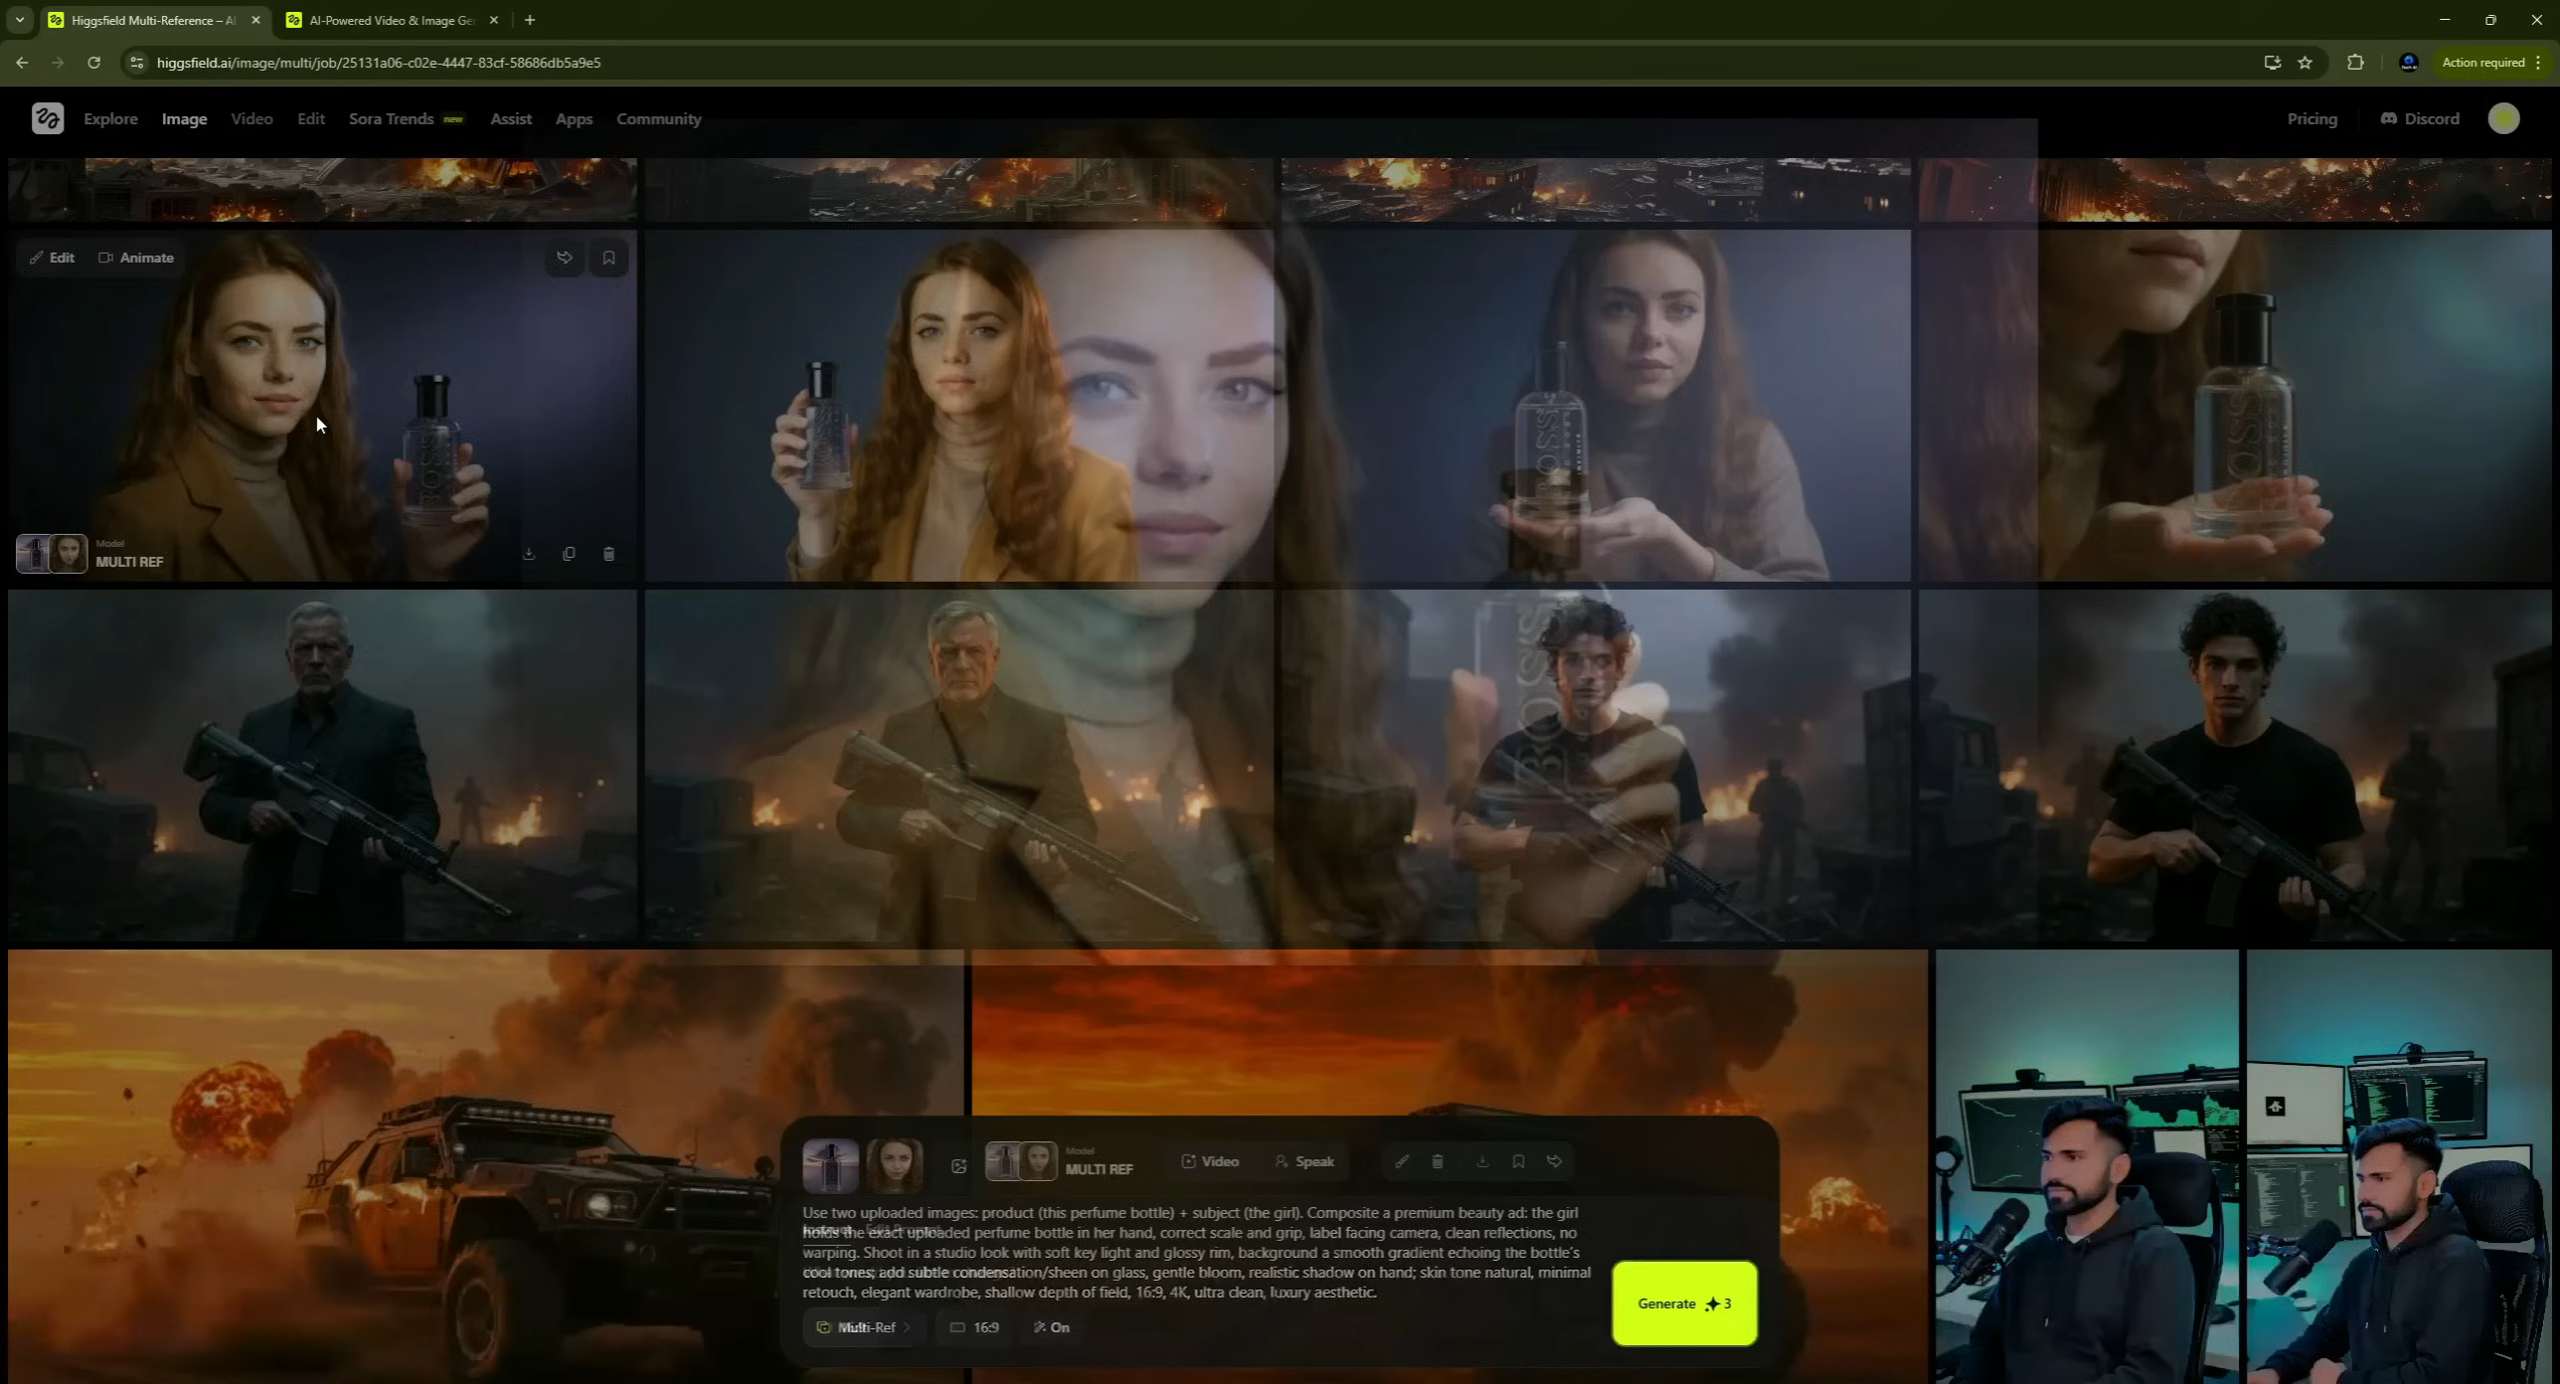 Higgsfield Multi-Reference – AI
AI-Powered Video & Image Ge
higgsfield.ai/image/multi/job/25131a06-c02e-4447-83cf-58686db5a9e5
Action required
Explore Image Video Edit Sora Trends new Assist Apps Community
Pricing Discord
Edit Animate
BOSS
BOSS
BOSS
BOSS
Model
MULTI REF
BOSS
Model
MULTI REF
Video Speak
Use two uploaded images: product (this perfume bottle) + subject (the girl). Composite a premium beauty ad: the girl
holds the exact uploaded perfume bottle in her hand, correct scale and grip, label facing camera, clean reflections, no
warping. Shoot in a studio look with soft key light and glossy rim, background a smooth gradient echoing the bottle's
cool tones; add subtle condensation/sheen on glass, gentle bloom, realistic shadow on hand; skin tone natural, minimal
retouch, elegant wardrobe, shallow depth of field, 16:9, 4K, ultra clean, luxury aesthetic.
Multi-Ref 16:9 On
Generate 3